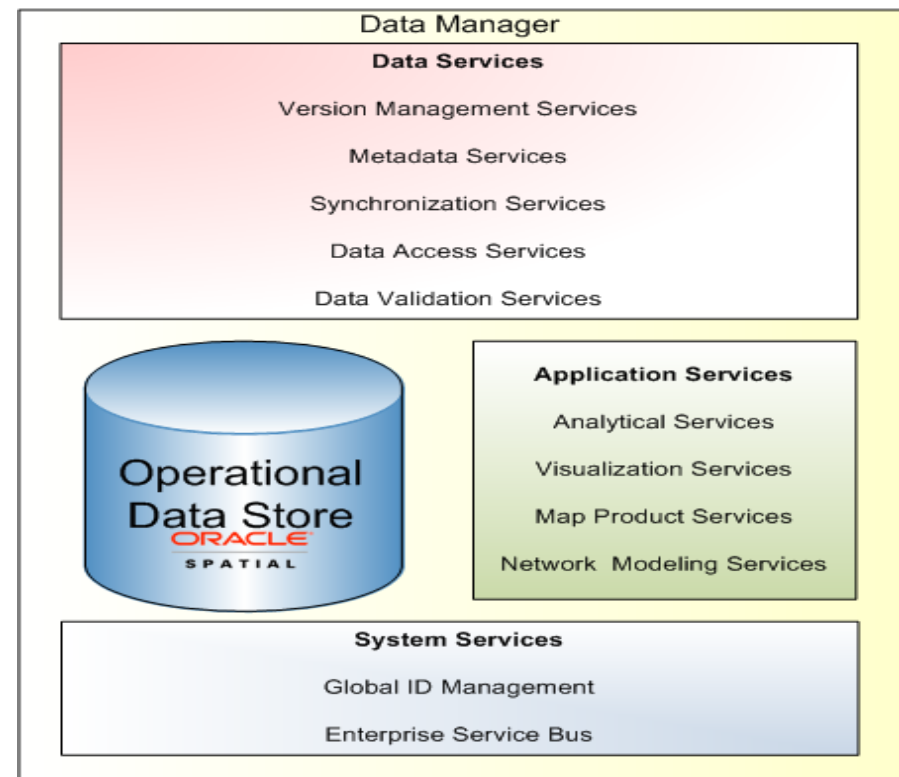 Data Manager
Data Services
Version Management Services
Metadata Services
Synchronization Services
Data Access Services
Data Validation Services
Operational
Data Store
ORACLE
SPATIAL
Application Services
Analytical Services
Visualization Services
Map Product Services
Network Modeling Services
System Services
Global ID Management
Enterprise Service Bus